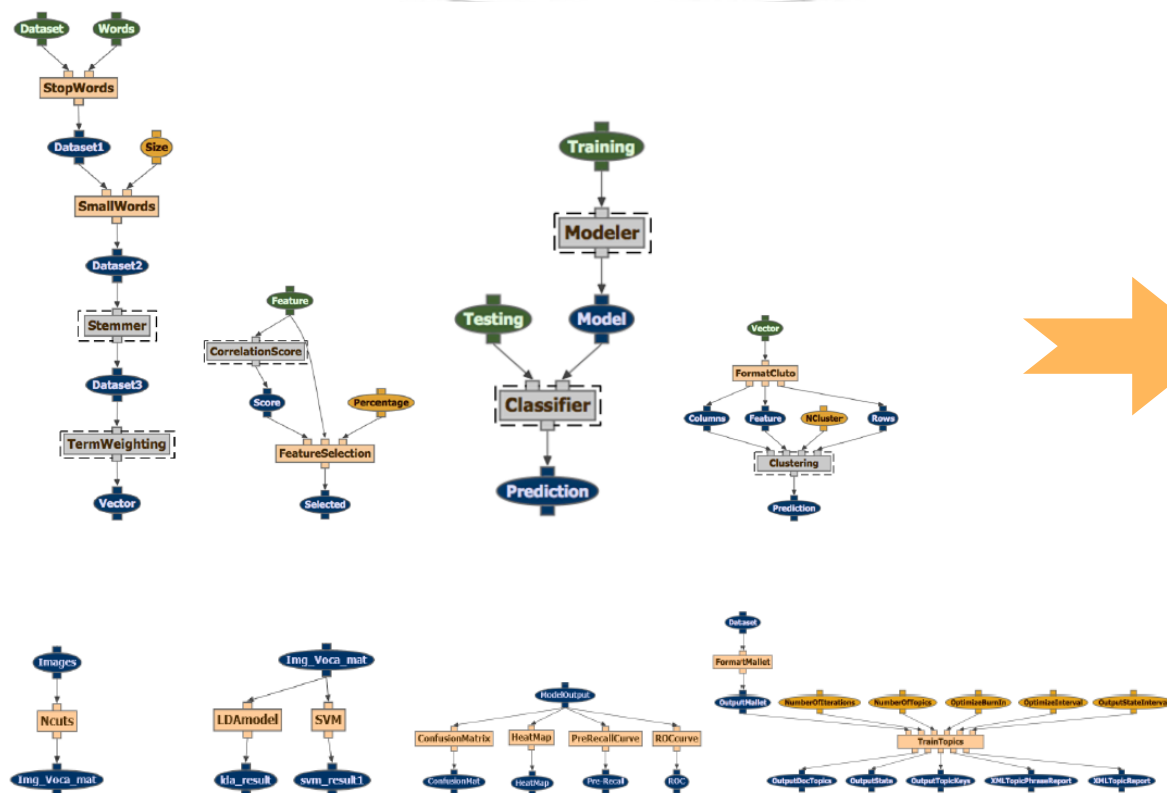 Dataset Words
StopWords
Dataset1 Size
SmallWords
Dataset2
Stemmer
Dataset3
TermWeighting
Vector
Feature
CorrelationScore
Score Percentage
FeatureSelection
Selected
Training
Modeler
Testing Model
Classifier
Prediction
Vector
FormatCluto
Columns Feature NCluster Rows
Clustering
Prediction
Images
Ncuts
Img_Voca_mat
Img_Voca_mat
LDAmodel SVM
lda_result svm_result1
ModelOutput
ConfusionMatrix HeatMap PreRecallCurve ROCcurve
ConfusionMat HeatMap Pre-Recall ROC
Dataset
FormatMallet
OutputMallet NumberOfIterations NumberOfTopics OptimizeBurnIn OptimizeInterval OutputStateInterval
TrainTopics
OutputDocTopics OutputState OutputTopicKeys XMLTopicPhraseReport XMLTopicReport